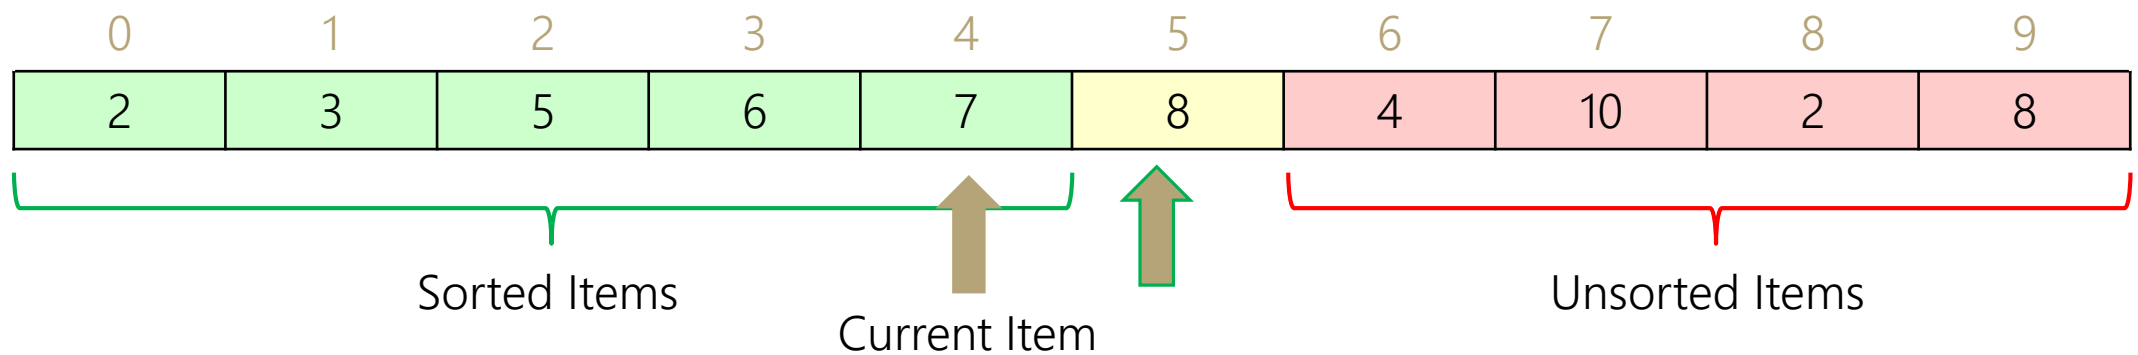 0 1 2 3 4 5 6 7 8 9
2 3 5 6 7 8 4 10 2 8
Sorted Items
Unsorted Items
Current Item